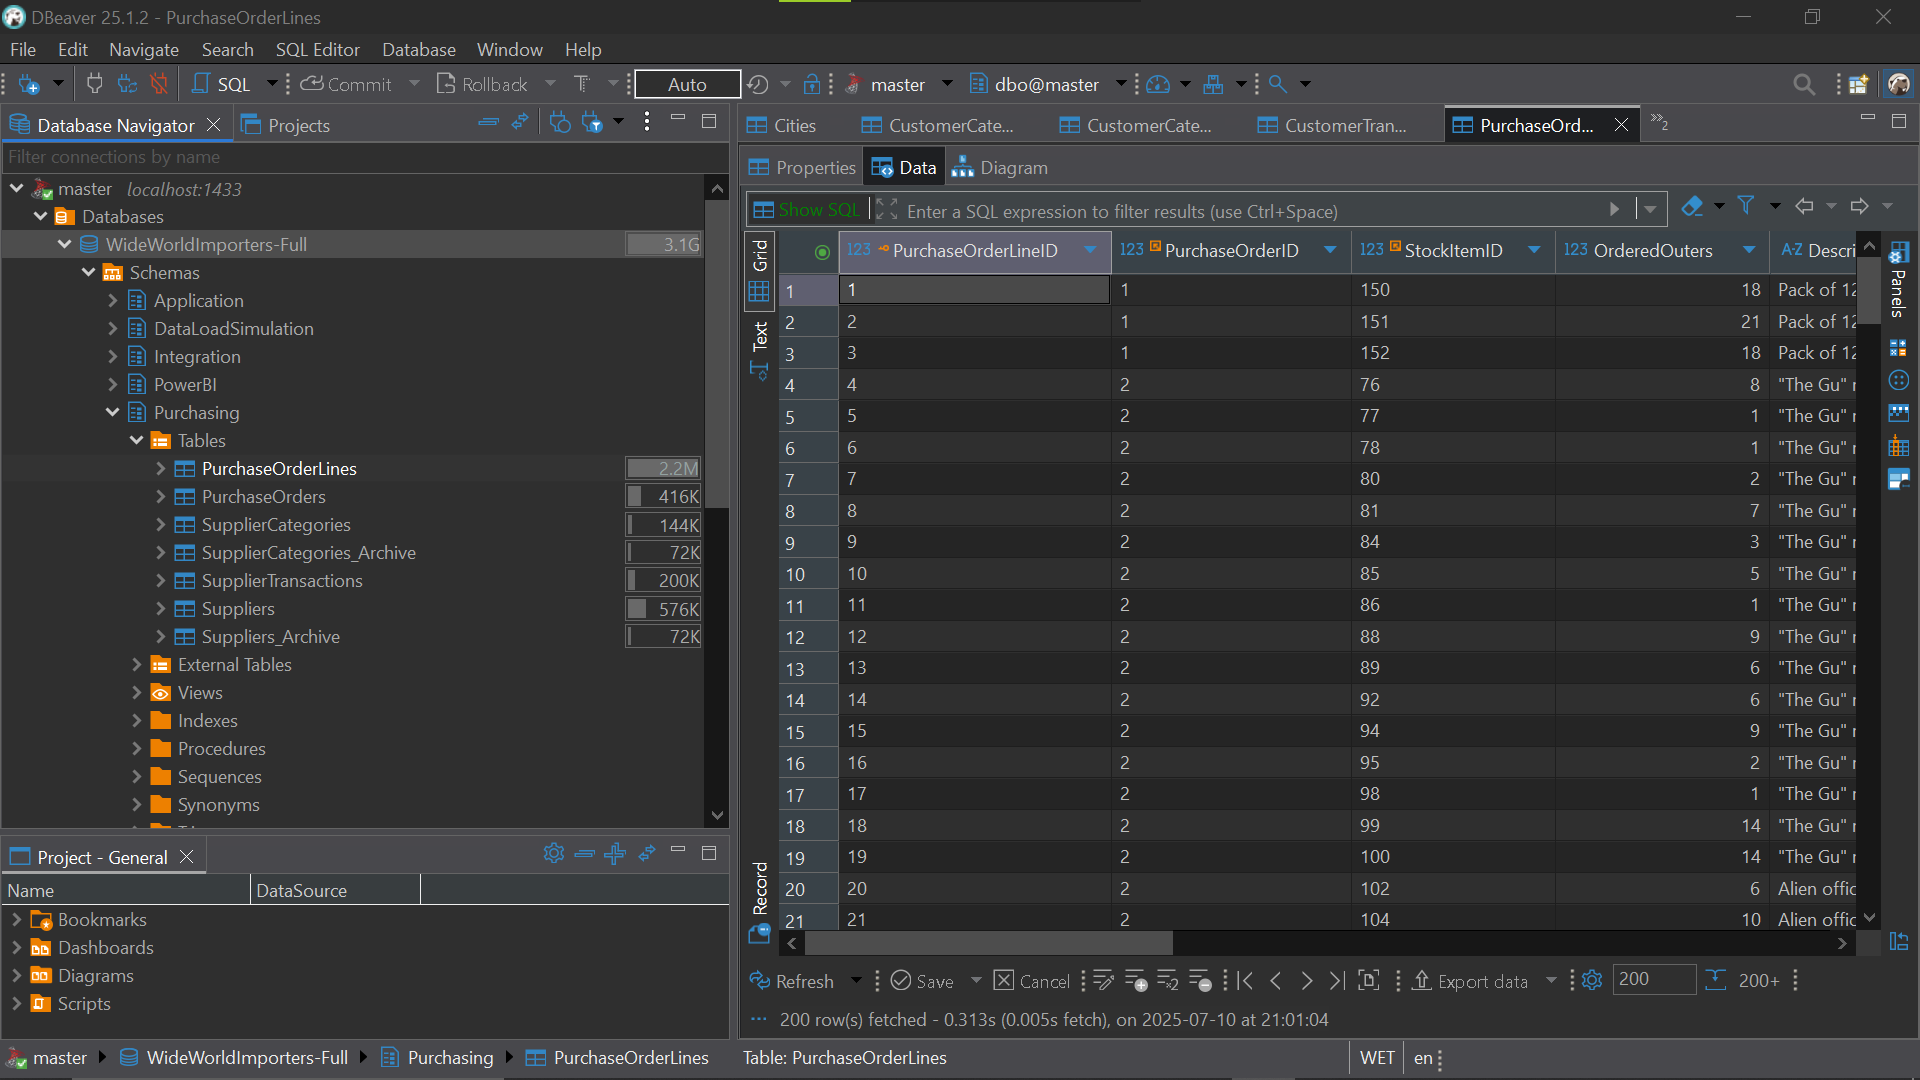 DBeaver 25.1.2 - PurchaseOrderLines
File Edit Navigate Search SQL Editor Database Window Help
SQL Commit Rollback Auto master dbo@master
Database Navigator Projects
Filter connections by name
master localhost:1433
Databases
WideWorldImporters-Full 3.1G
Schemas
Application
DataLoadSimulation
Integration
PowerBI
Purchasing
Tables
PurchaseOrderLines 2.2M
PurchaseOrders 416K
SupplierCategories 144K
SupplierCategories_Archive 72K
SupplierTransactions 200K
Suppliers 576K
Suppliers_Archive 72K
External Tables
Views
Indexes
Procedures
Sequences
Synonyms
Project - General
Name DataSource
Bookmarks
Dashboards
Diagrams
Scripts
Cities CustomerCate... CustomerCate... CustomerTran... PurchaseOrd... »2
Properties Data Diagram
Show SQL Enter a SQL expression to filter results (use Ctrl+Space)
Grid
Text
Record
123 PurchaseOrderLineID 123 PurchaseOrderID 123 StockItemID 123 OrderedOuters A-Z Descri
1 1 1 150 18 Pack of 12
2 2 1 151 21 Pack of 12
3 3 1 152 18 Pack of 12
4 4 2 76 8 "The Gu" r
5 5 2 77 1 "The Gu" r
6 6 2 78 1 "The Gu" r
7 7 2 80 2 "The Gu" r
8 8 2 81 7 "The Gu" r
9 9 2 84 3 "The Gu" r
10 10 2 85 5 "The Gu" r
11 11 2 86 1 "The Gu" r
12 12 2 88 9 "The Gu" r
13 13 2 89 6 "The Gu" r
14 14 2 92 6 "The Gu" r
15 15 2 94 9 "The Gu" r
16 16 2 95 2 "The Gu" r
17 17 2 98 1 "The Gu" r
18 18 2 99 14 "The Gu" r
19 19 2 100 14 "The Gu" r
20 20 2 102 6 Alien offic
21 21 2 104 10 Alien offic
Panels
Refresh Save Cancel Export data 200 200+
200 row(s) fetched - 0.313s (0.005s fetch), on 2025-07-10 at 21:01:04
master WideWorldImporters-Full Purchasing PurchaseOrderLines Table: PurchaseOrderLines WET en